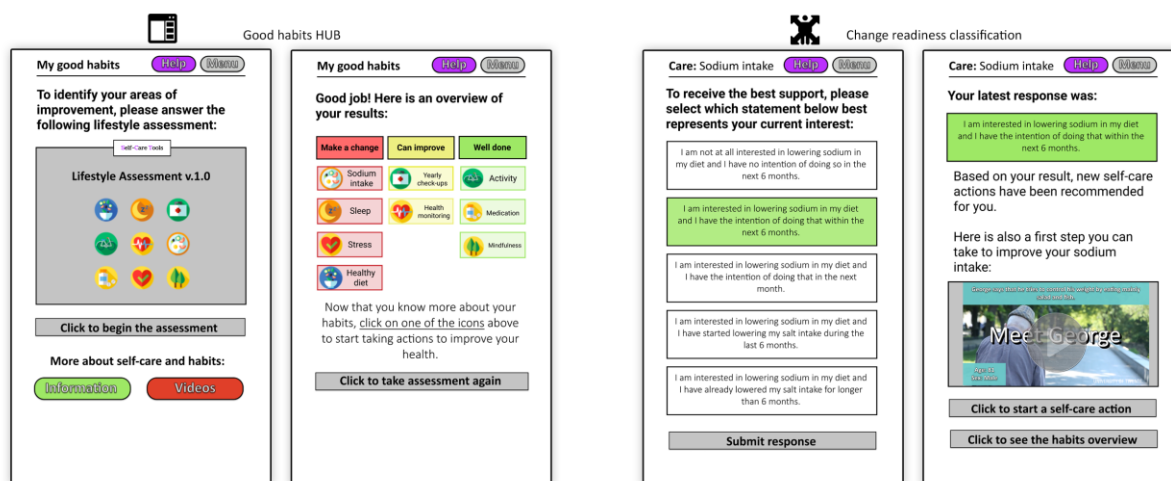 Good habits HUB
My good habits
Help
Menu
To identify your areas of
improvement, please answer the
following lifestyle assessment:
Self-Care Tools
Lifestyle Assessment v.1.0
Click to begin the assessment
More about self-care and habits:
Information
Videos
My good habits
Help
Menu
Good job! Here is an overview of
your results:
Make a change
Can improve
Well done
Sodium
intake
Yearly
check-ups
Activity
Sleep
Health
monitoring
Medication
Stress
Mindfulness
Healthy
diet
Now that you know more about your
habits, click on one of the icons above
to start taking actions to improve your
health.
Click to take assessment again
Change readiness classification
Care: Sodium intake
Help
Menu
To receive the best support, please
select which statement below best
represents your current interest:
I am not at all interested in lowering sodium in
my diet and I have no intention of doing so in the
next 6 months.
I am interested in lowering sodium in my diet
and I have the intention of doing that within the
next 6 months.
I am interested in lowering sodium in my diet and
I have the intention of doing that in the next
month.
I am interested in lowering sodium in my diet and
I have started lowering my salt intake during the
last 6 months.
I am interested in lowering sodium in my diet and
I have already lowered my salt intake for longer
than 6 months.
Submit response
Care: Sodium intake
Help
Menu
Your latest response was:
I am interested in lowering sodium in my diet
and I have the intention of doing that within the
next 6 months.
Based on your result, new self-care
actions have been recommended
for you.
Here is also a first step you can
take to improve your sodium
intake:
Meet George
Click to start a self-care action
Click to see the habits overview